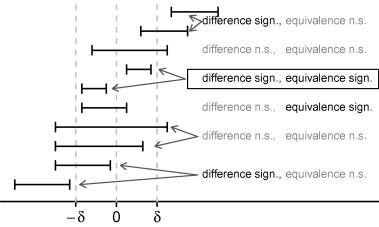 difference sign., equivalence n.s.
difference n.s., equivalence n.s.
difference sign., equivalence sign.
difference n.s., equivalence sign.
difference n.s., equivalence n.s.
difference sign., equivalence n.s.
−δ 0 δ